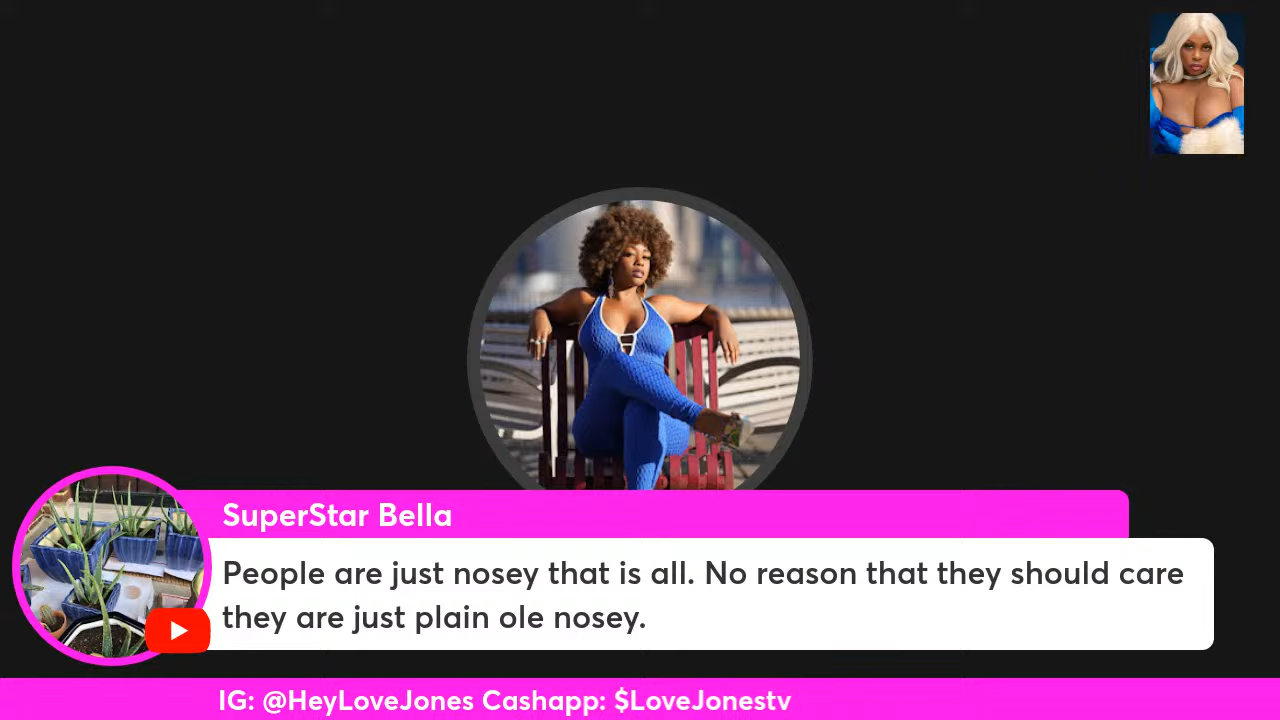 SuperStar Bella
People are just nosey that is all. No reason that they should care
they are just plain ole nosey.
IG: @HeyLoveJones Cashapp: $LoveJonestv